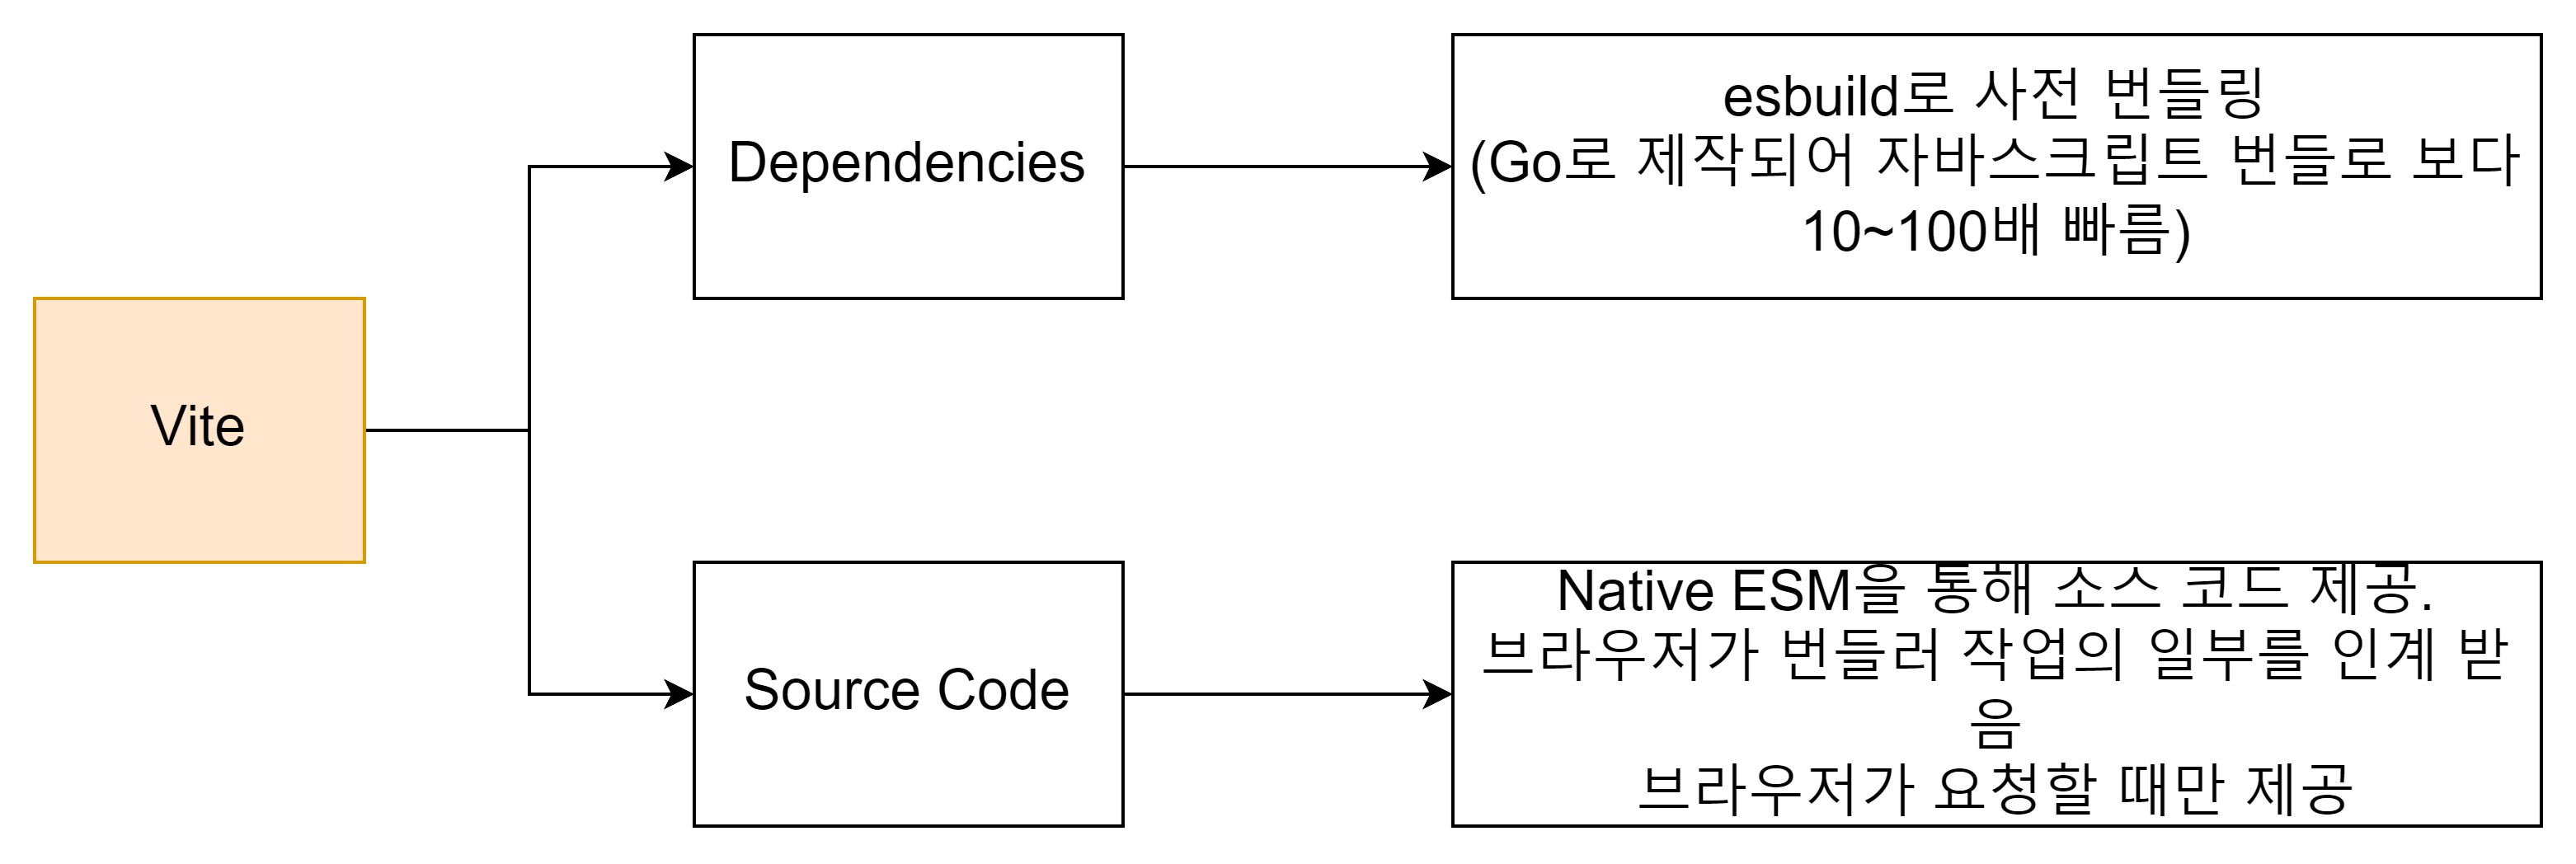 Vite
Dependencies
esbuild로 사전 번들링
(Go로 제작되어 자바스크립트 번들로 보다
10~100배 빠름)
Source Code
Native ESM을 통해 소스 코드 제공.
브라우저가 번들러 작업의 일부를 인계 받
음
브라우저가 요청할 때만 제공